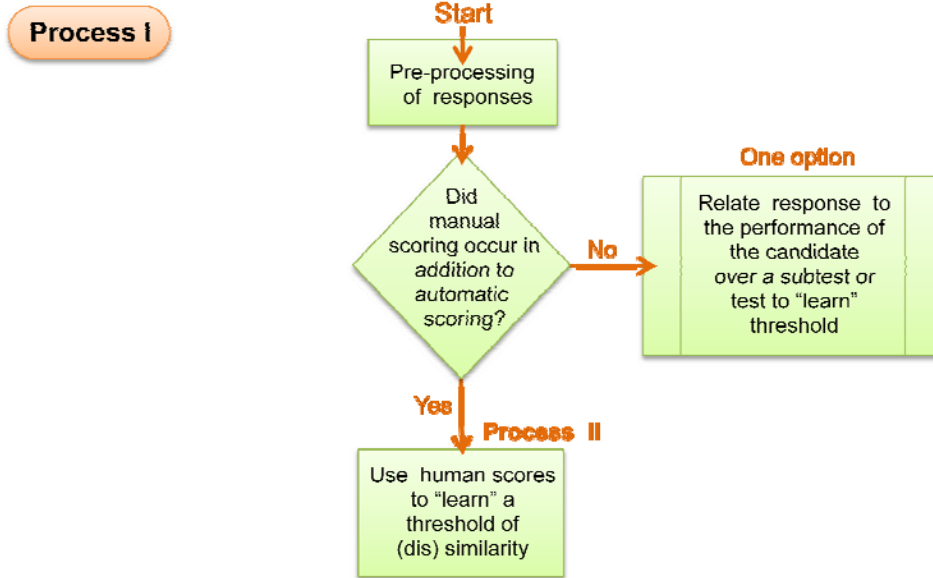 Process I
Start
Pre-processing
of responses
Did
manual
scoring occur in
addition to
automatic
scoring?
No
One option
Relate response to
the performance of
the candidate
over a subtest or
test to “learn”
threshold
Yes
Process II
Use human scores
to “learn” a
threshold of
(dis) similarity